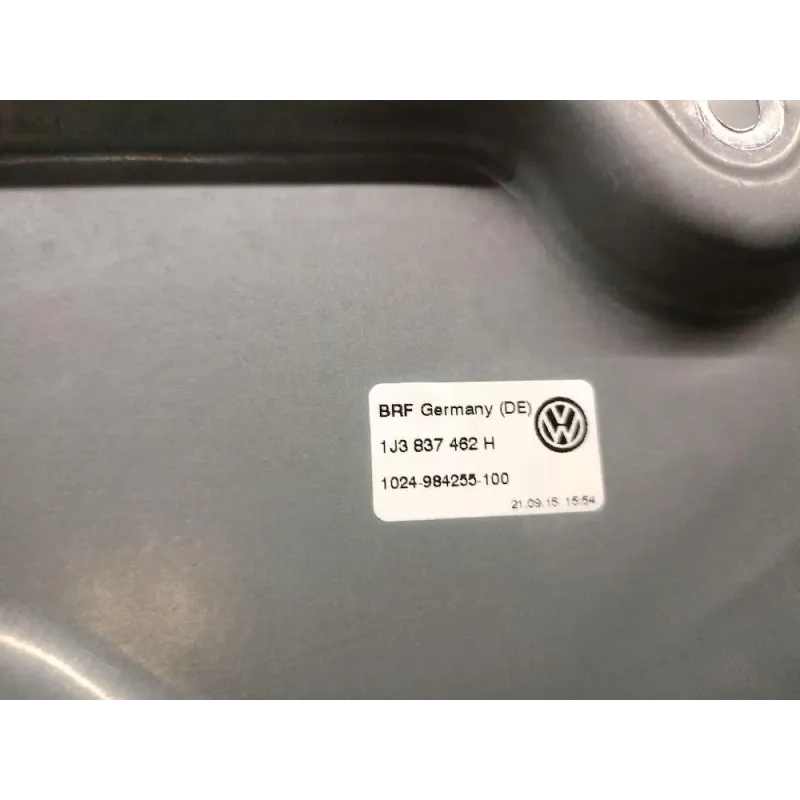 BRF Germany (DE)
1J3 837 462 H
1024-984255-100
21.09.15 15:54